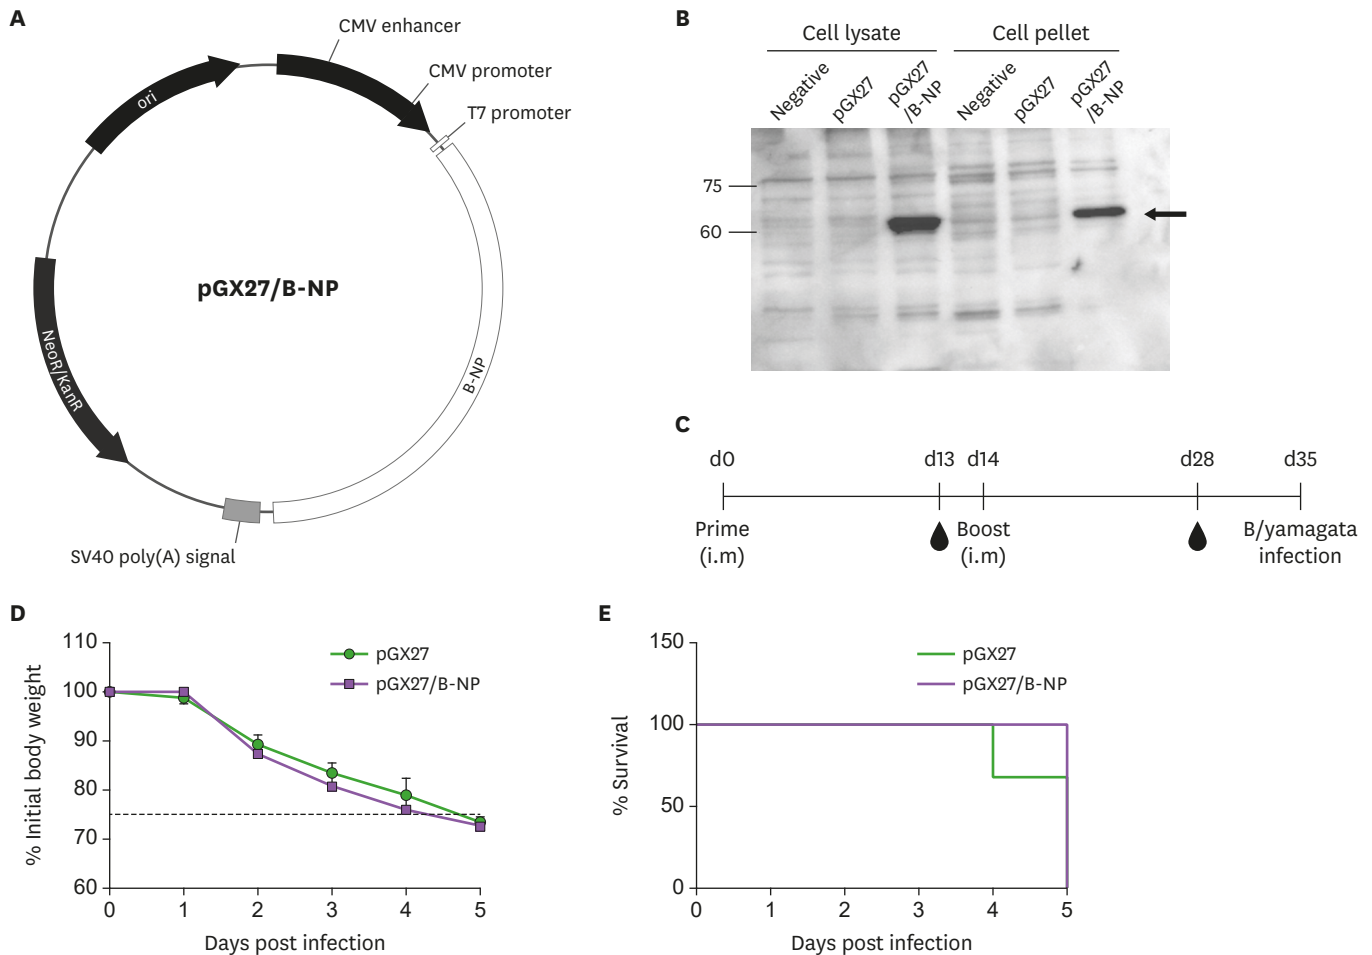 A
CMV enhancer
CMV promoter
T7 promoter
ori
pGX27/B-NP
NeoR/KanR
B-NP
SV40 poly(A) signal
B
Cell lysate
Cell pellet
Negative
pGX27
pGX27
/B-NP
Negative
pGX27
pGX27
/B-NP
75
60
C
d0
d13
d14
d28
d35
Prime
(i.m)
Boost
(i.m)
B/yamagata
infection
D
110
100
90
80
70
60
% Initial body weight
pGX27
pGX27/B-NP
0 1 2 3 4 5
Days post infection
E
150
100
50
0
% Survival
pGX27
pGX27/B-NP
0 1 2 3 4 5
Days post infection